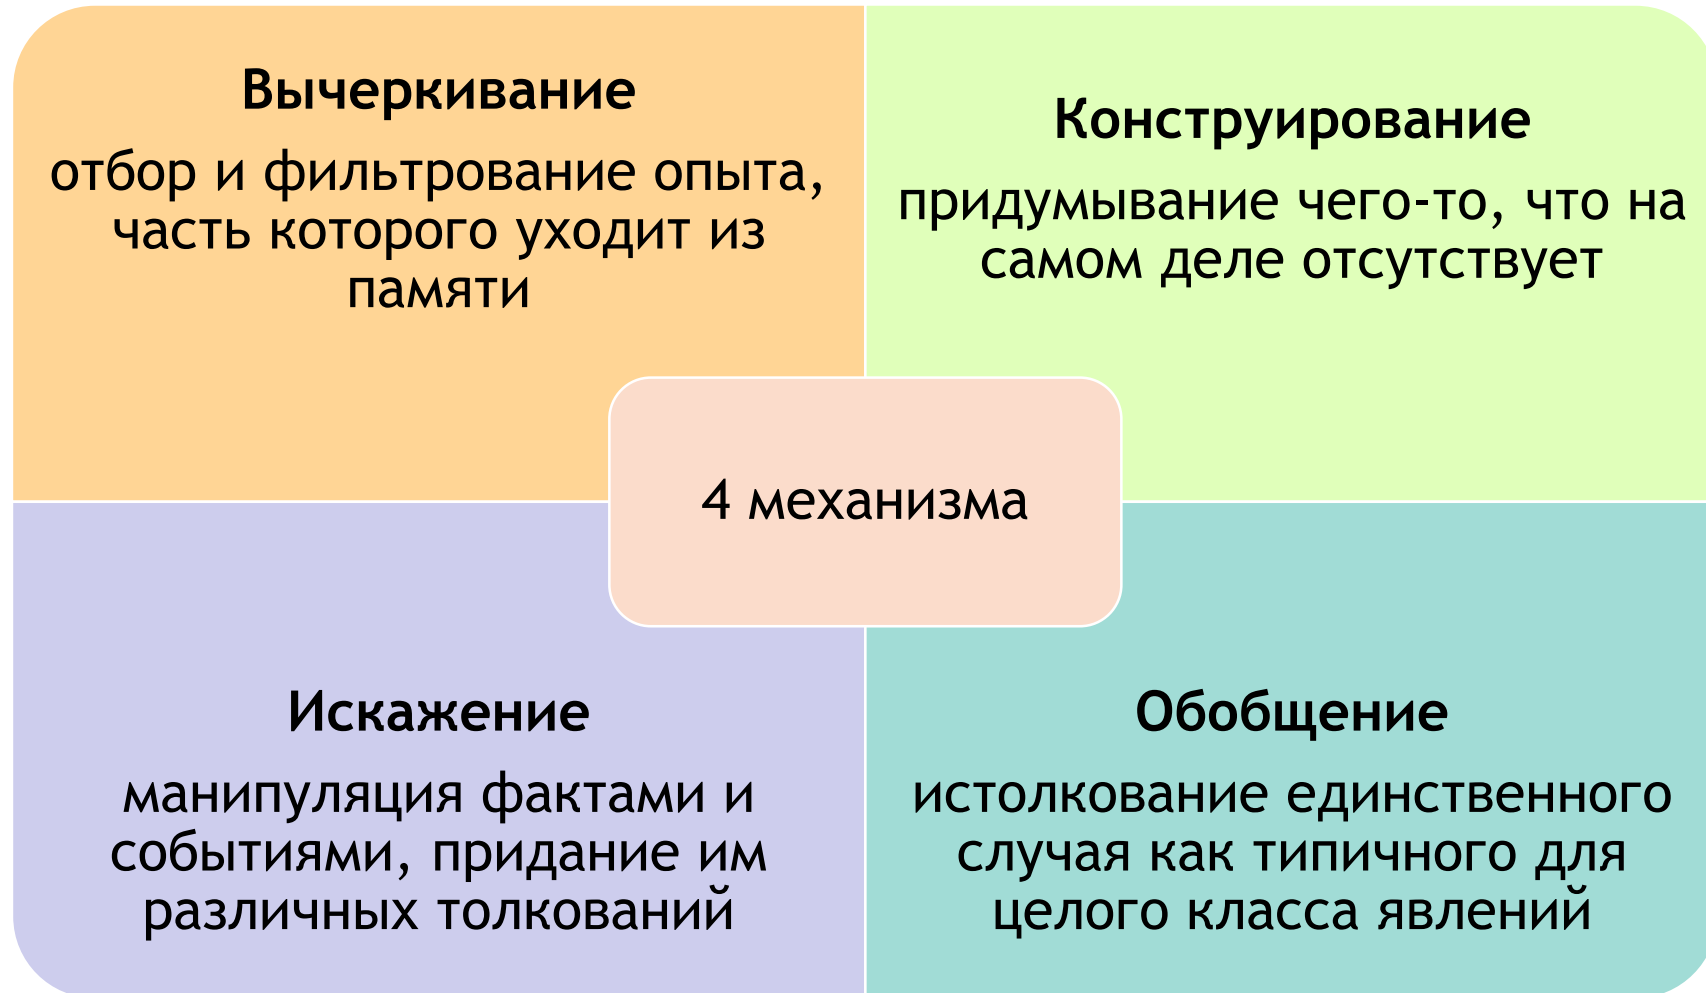 Вычеркивание
отбор и фильтрование опыта,
часть которого уходит из
памяти
Конструирование
придумывание чего-то, что на
самом деле отсутствует
4 механизма
Искажение
манипуляция фактами и
событиями, придание им
различных толкований
Обобщение
истолкование единственного
случая как типичного для
целого класса явлений